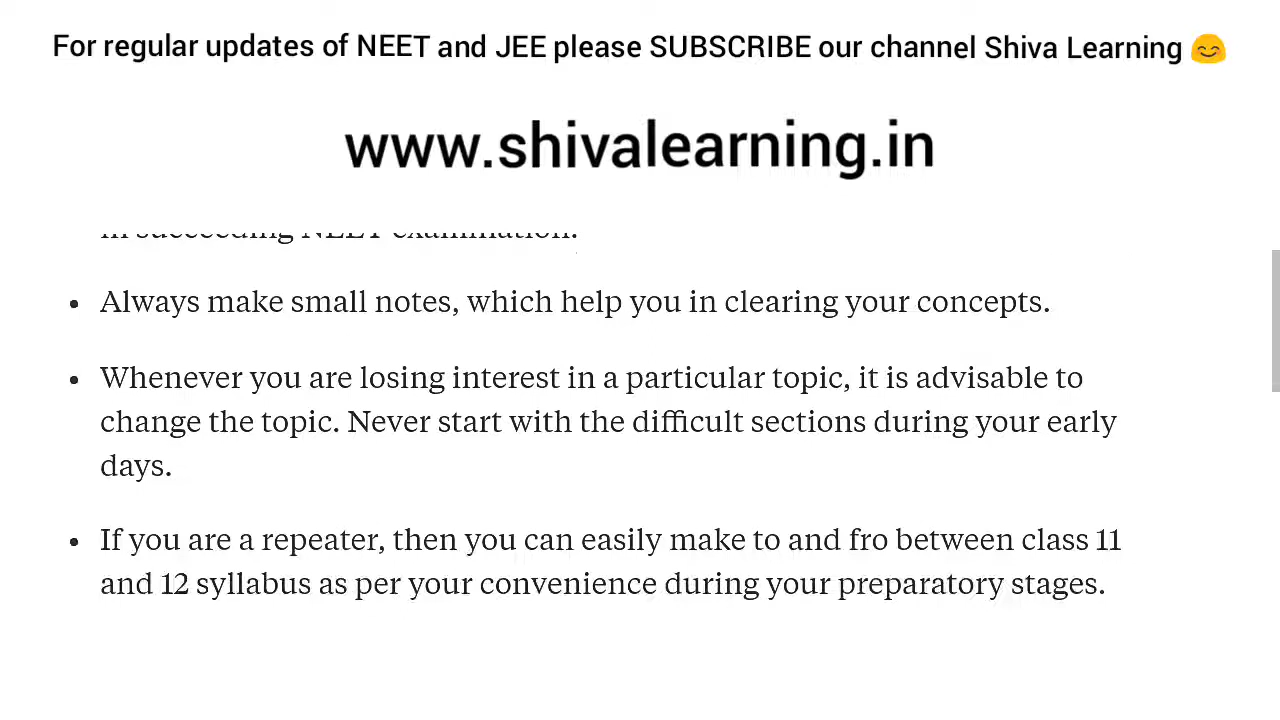 For regular updates of NEET and JEE please SUBSCRIBE our channel Shiva Learning 😊
www.shivalearning.in
in succeeding NEET examination.
• Always make small notes, which help you in clearing your concepts.
• Whenever you are losing interest in a particular topic, it is advisable to
change the topic. Never start with the difficult sections during your early
days.
• If you are a repeater, then you can easily make to and fro between class 11
and 12 syllabus as per your convenience during your preparatory stages.